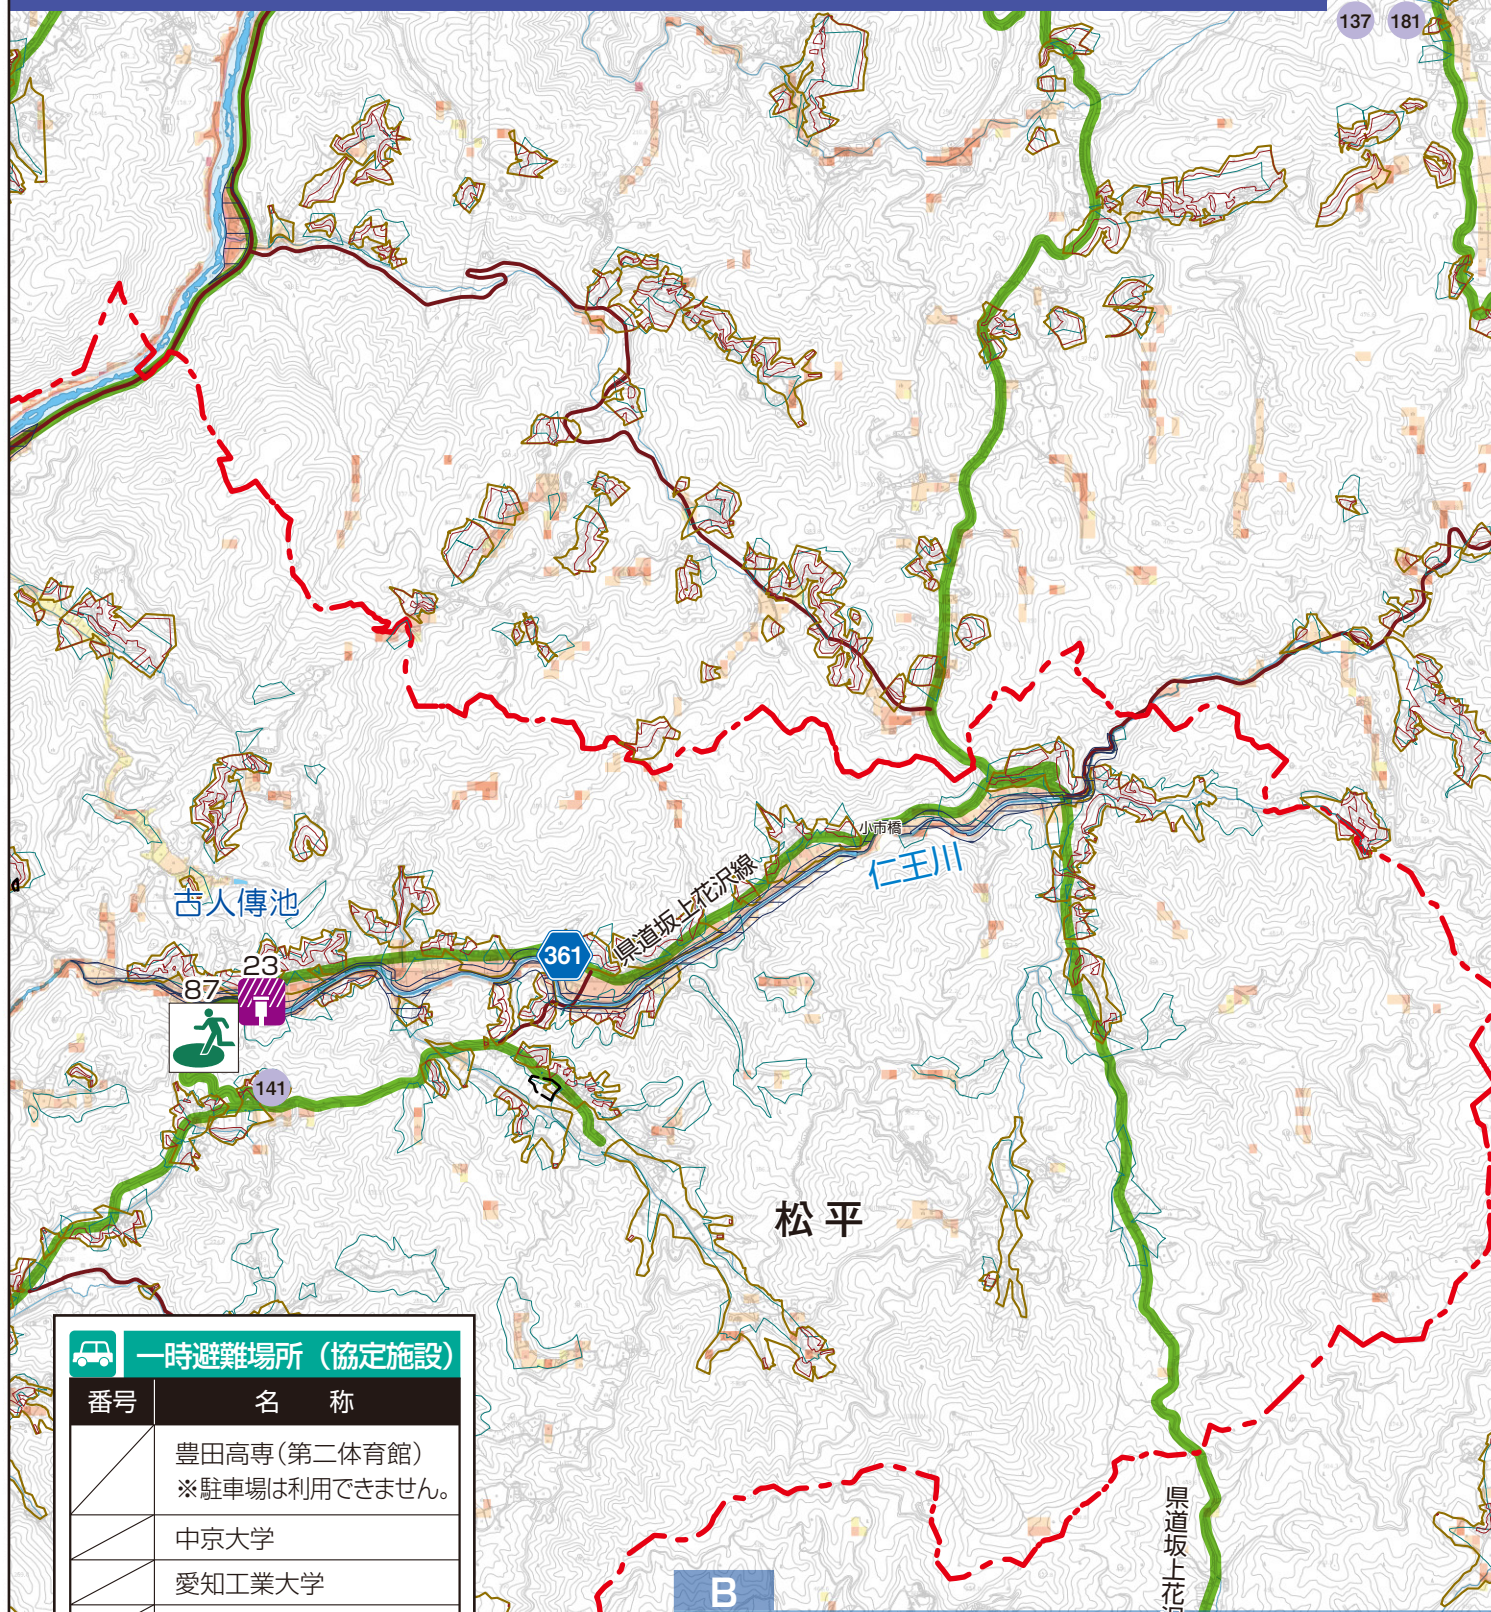 137 181
小市橋
仁王川
県道坂上花沢線
古人傳池
361
23
87
141
松平
一時避難場所（協定施設）
番号 名 称
豊田高専（第二体育館）
※駐車場は利用できません。
中京大学
愛知工業大学
県道坂上花沢
B